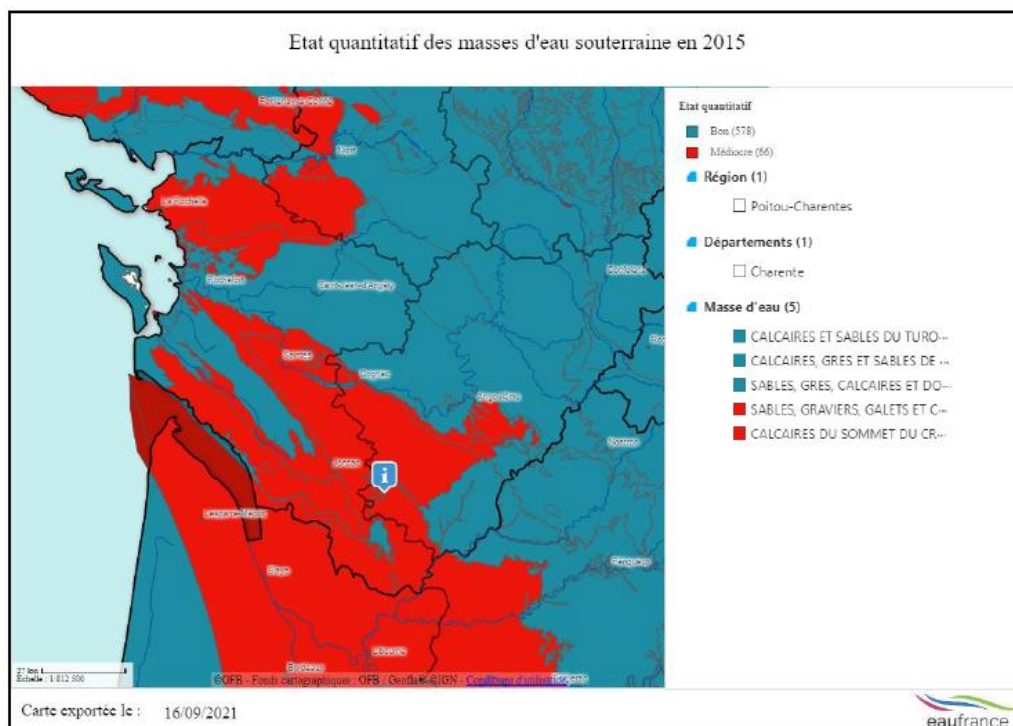 Etat quantitatif des masses d'eau souterraine en 2015
Etat quantitatif
Bon (578)
Médiocre (66)
Région (1)
Poitou-Charentes
Départements (1)
Charente
Masse d'eau (5)
CALCAIRES ET SABLES DU TURO...
CALCAIRES, GRES ET SABLES DE ...
SABLES, GRES, CALCAIRES ET DO...
SABLES, GRAVIERS, GALETS ET C...
CALCAIRES DU SOMMET DU CR...
Fontenay-le-Comte
Niort
La Rochelle
Rochefort
Saint-Jean-d'Angély
Confolens
Saintes
Cognac
Angoulême
Nontron
Jonzac
i
Lesparre-Médoc
Blaye
Périgueux
Libourne
Bordeaux
27 km
Echelle : 1:812 500
©OFB - Fonds cartographiques : OFB / Geofla® ©IGN - Conditions d'utilisation
Carte exportée le : 16/09/2021
eaufrance